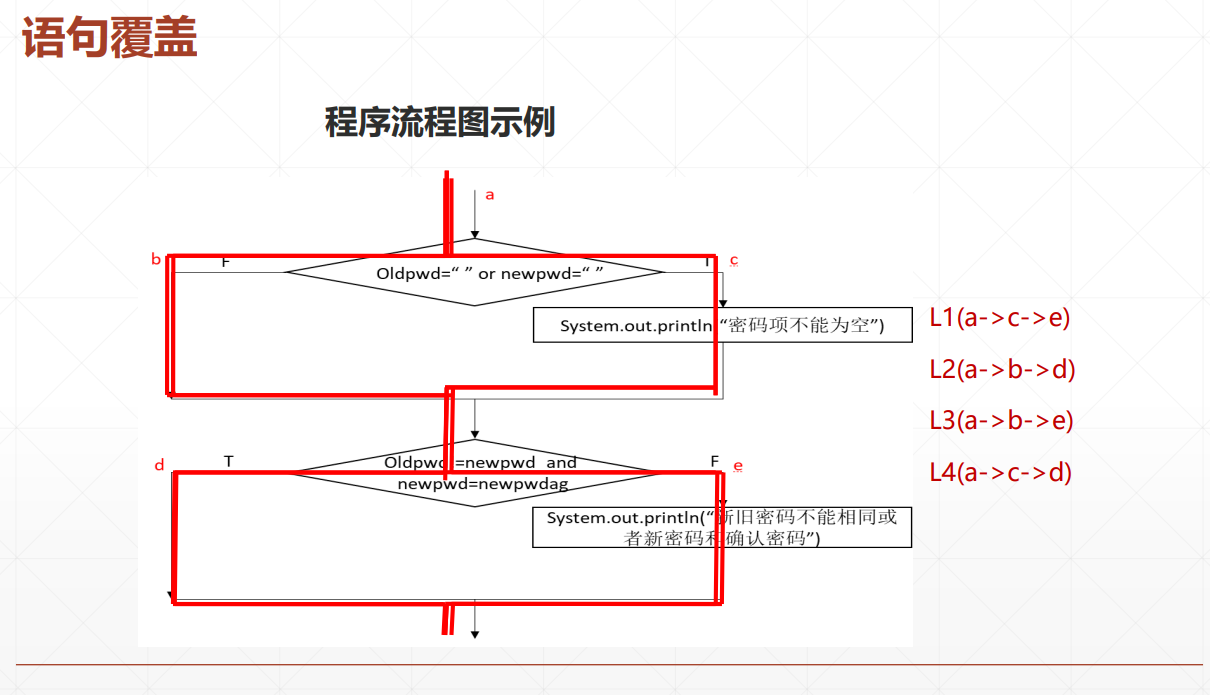 语句覆盖
程序流程图示例
a
b
F
Oldpwd=“ ” or newpwd=“ ”
T
c
System.out.println(“密码项不能为空”)
L1(a->c->e)
L2(a->b->d)
L3(a->b->e)
L4(a->c->d)
d
T
Oldpwd!=newpwd and
newpwd=newpwdag
F
e
System.out.println(“新旧密码不能相同或
者新密码和确认密码”)